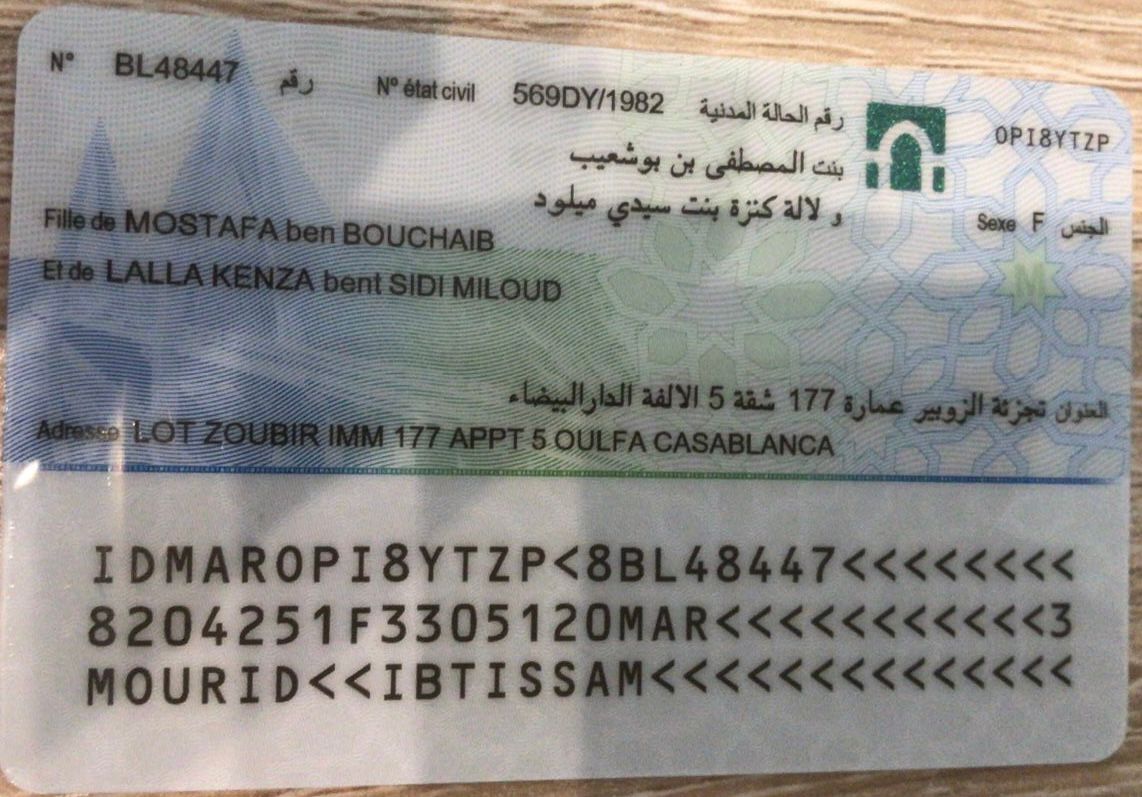 N° BL48447 رقم N° état civil 569DY/1982 رقم الحالة المدنية
OPI8YTZP
بنت المصطفى بن بوشعيب
و لالة كنزة بنت سيدي ميلود
Sexe F الجنس
Fille de MOSTAFA ben BOUCHAIB
Et de LALLA KENZA bent SIDI MILOUD
M
العنوان تجزئة الزوبير عمارة 177 شقة 5 الالفة الدارالبيضاء
Adresse LOT ZOUBIR IMM 177 APPT 5 OULFA CASABLANCA
IDMAROPI8YTZP<8BL48447<<<<<<<<
8204251F3305120MAR<<<<<<<<<<<3
MOURID<<IBTISSAM<<<<<<<<<<<<<<